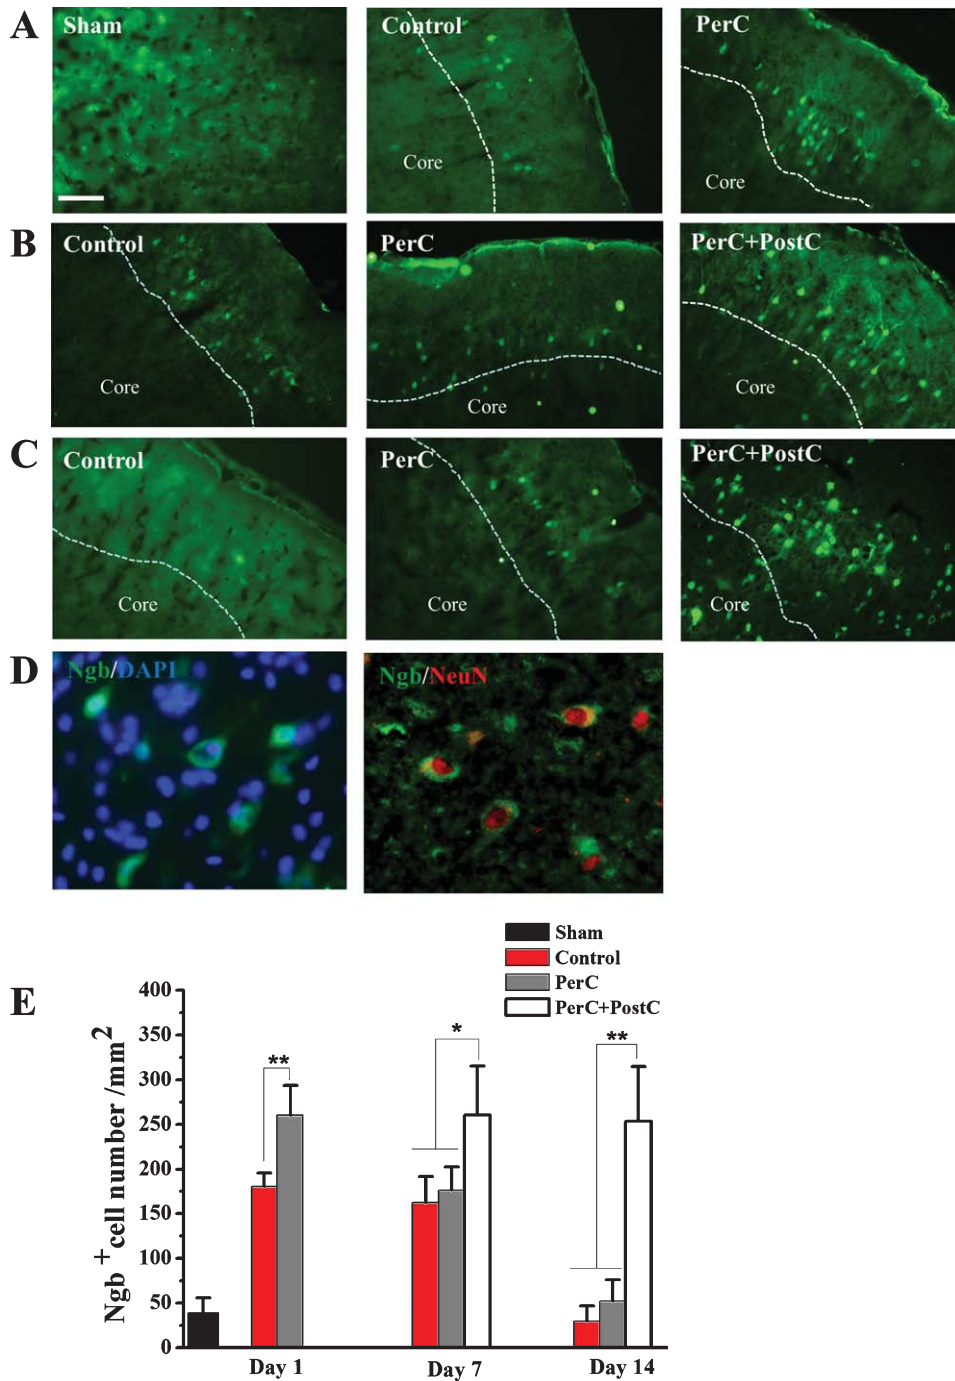 A
Sham
Control
PerC
Core
Core
B
Control
PerC
PerC+PostC
Core
Core
Core
C
Control
PerC
PerC+PostC
Core
Core
Core
D
Ngb/DAPI
Ngb/NeuN
E
Sham
Control
PerC
PerC+PostC
Ngb + cell number /mm2
400
350
300
250
200
150
100
50
0
**
*
**
Day 1
Day 7
Day 14